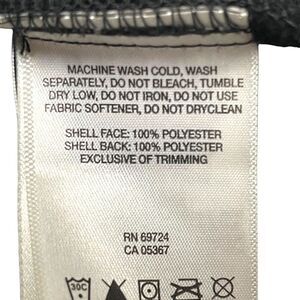 MACHINE WASH COLD, WASH
SEPARATELY, DO NOT BLEACH, TUMBLE
DRY LOW, DO NOT IRON, DO NOT USE
FABRIC SOFTENER, DO NOT DRYCLEAN
SHELL FACE: 100% POLYESTER
SHELL BACK: 100% POLYESTER
EXCLUSIVE OF TRIMMING
RN 69724
CA 05367
30C